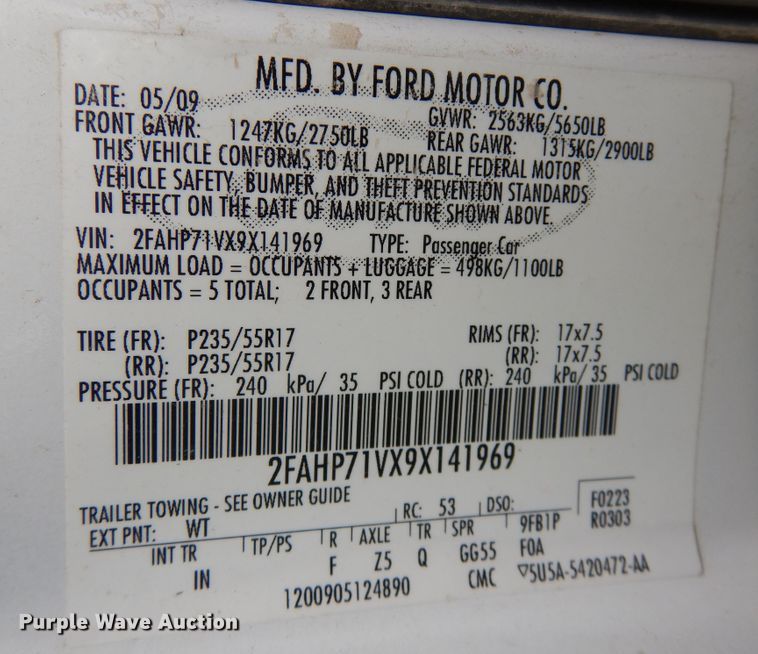 MFD. BY FORD MOTOR CO.
DATE: 05/09 GVWR: 2563KG/5650LB
FRONT GAWR: 1247KG/2750LB REAR GAWR: 1315KG/2900LB
THIS VEHICLE CONFORMS TO ALL APPLICABLE FEDERAL MOTOR
VEHICLE SAFETY, BUMPER, AND THEFT PREVENTION STANDARDS
IN EFFECT ON THE DATE OF MANUFACTURE SHOWN ABOVE.
VIN: 2FAHP71VX9X141969 TYPE: Passenger Car
MAXIMUM LOAD = OCCUPANTS + LUGGAGE = 498KG/1100LB
OCCUPANTS = 5 TOTAL; 2 FRONT, 3 REAR
TIRE (FR): P235/55R17 RIMS (FR): 17x7.5
(RR): P235/55R17 (RR): 17x7.5
PRESSURE (FR): 240 kPa/ 35 PSI COLD (RR): 240 kPa/ 35 PSI COLD
2FAHP71VX9X141969
TRAILER TOWING - SEE OWNER GUIDE RC: 53 DSO: F0223
EXT PNT: WT 9FB1P R0303
INT TR TP/PS R AXLE TR SPR F0A
IN F Z5 Q GG55
1200905124890 CMC ▽5U5A-5420472-AA
Purple Wave Auction